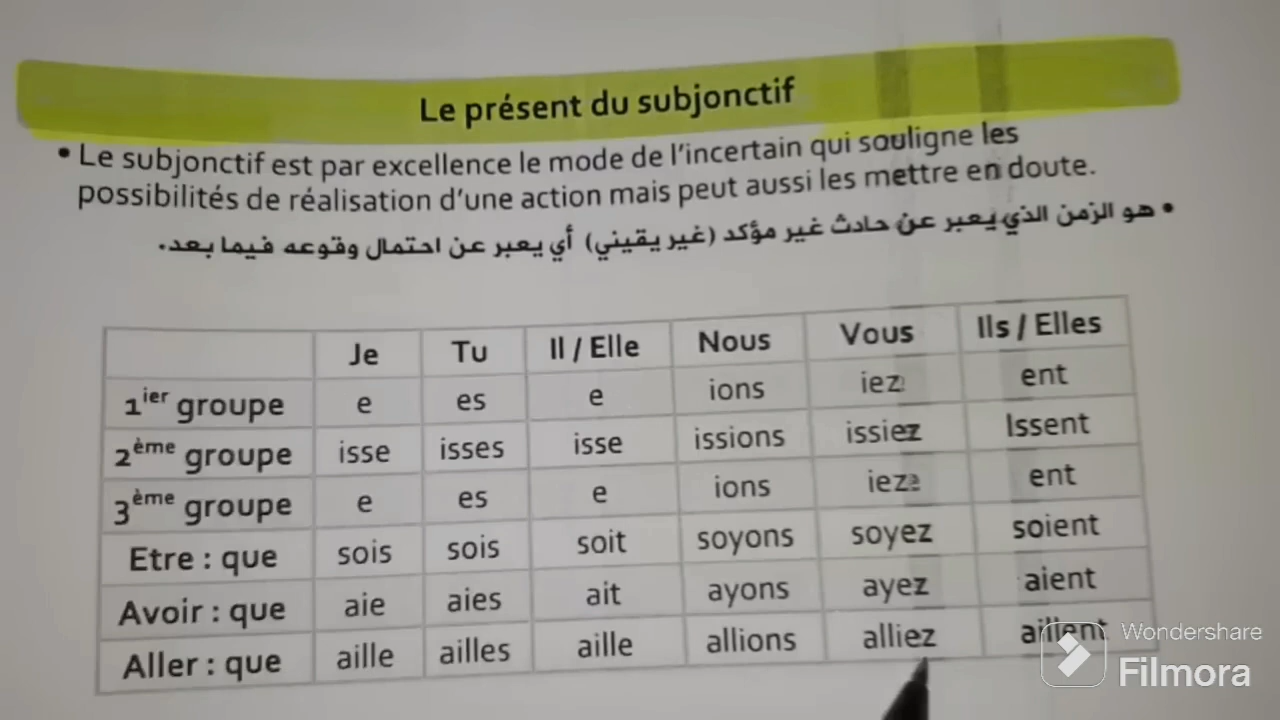 Le présent du subjonctif
• Le subjonctif est par excellence le mode de l'incertain qui souligne les
possibilités de réalisation d'une action mais peut aussi les mettre en doute.
• هو الزمن الذي يعبر عن حادث غير مؤكد (غير يقيني) أي يعبر عن احتمال وقوعه فيما بعد.
Je Tu Il / Elle Nous Vous Ils / Elles
1ier groupe e es e ions iez ent
2ème groupe isse isses isse issions issiez Issent
3ème groupe e es e ions iez ent
Etre : que sois sois soit soyons soyez soient
Avoir : que aie aies ait ayons ayez aient
Aller : que aille ailles aille allions alliez aillent
Wondershare
Filmora